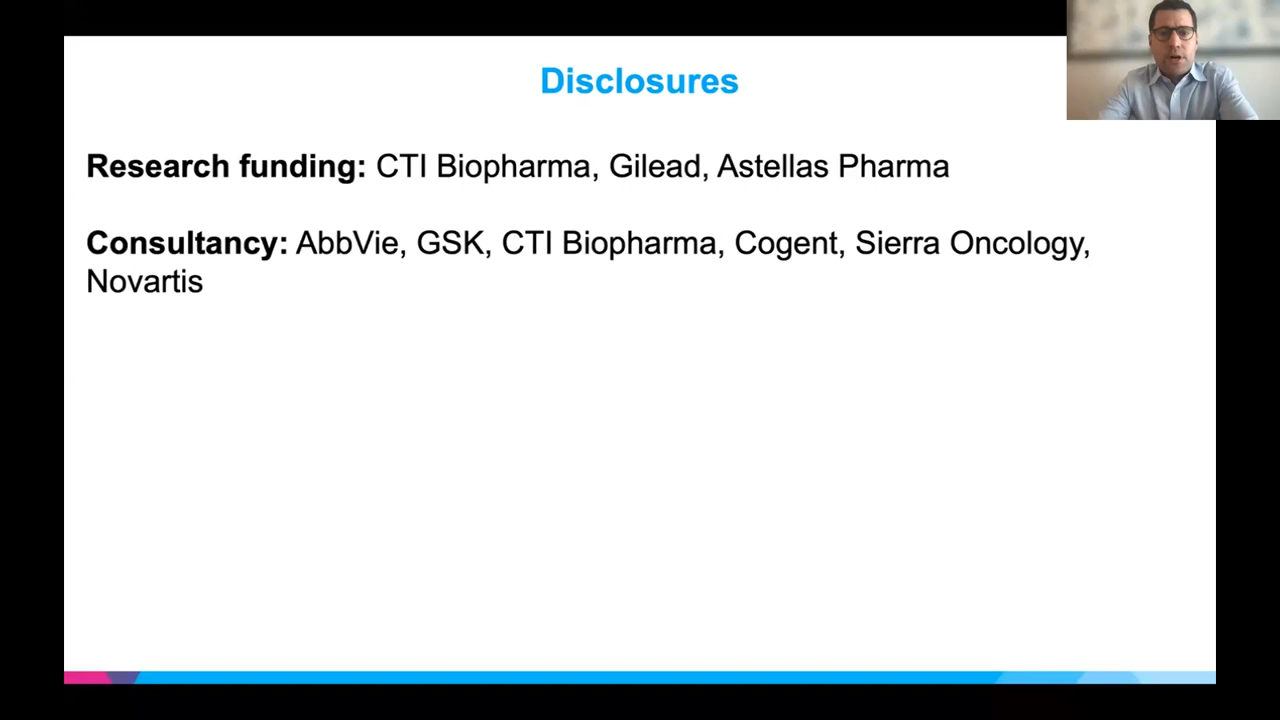 Disclosures
Research funding: CTI Biopharma, Gilead, Astellas Pharma
Consultancy: AbbVie, GSK, CTI Biopharma, Cogent, Sierra Oncology,
Novartis